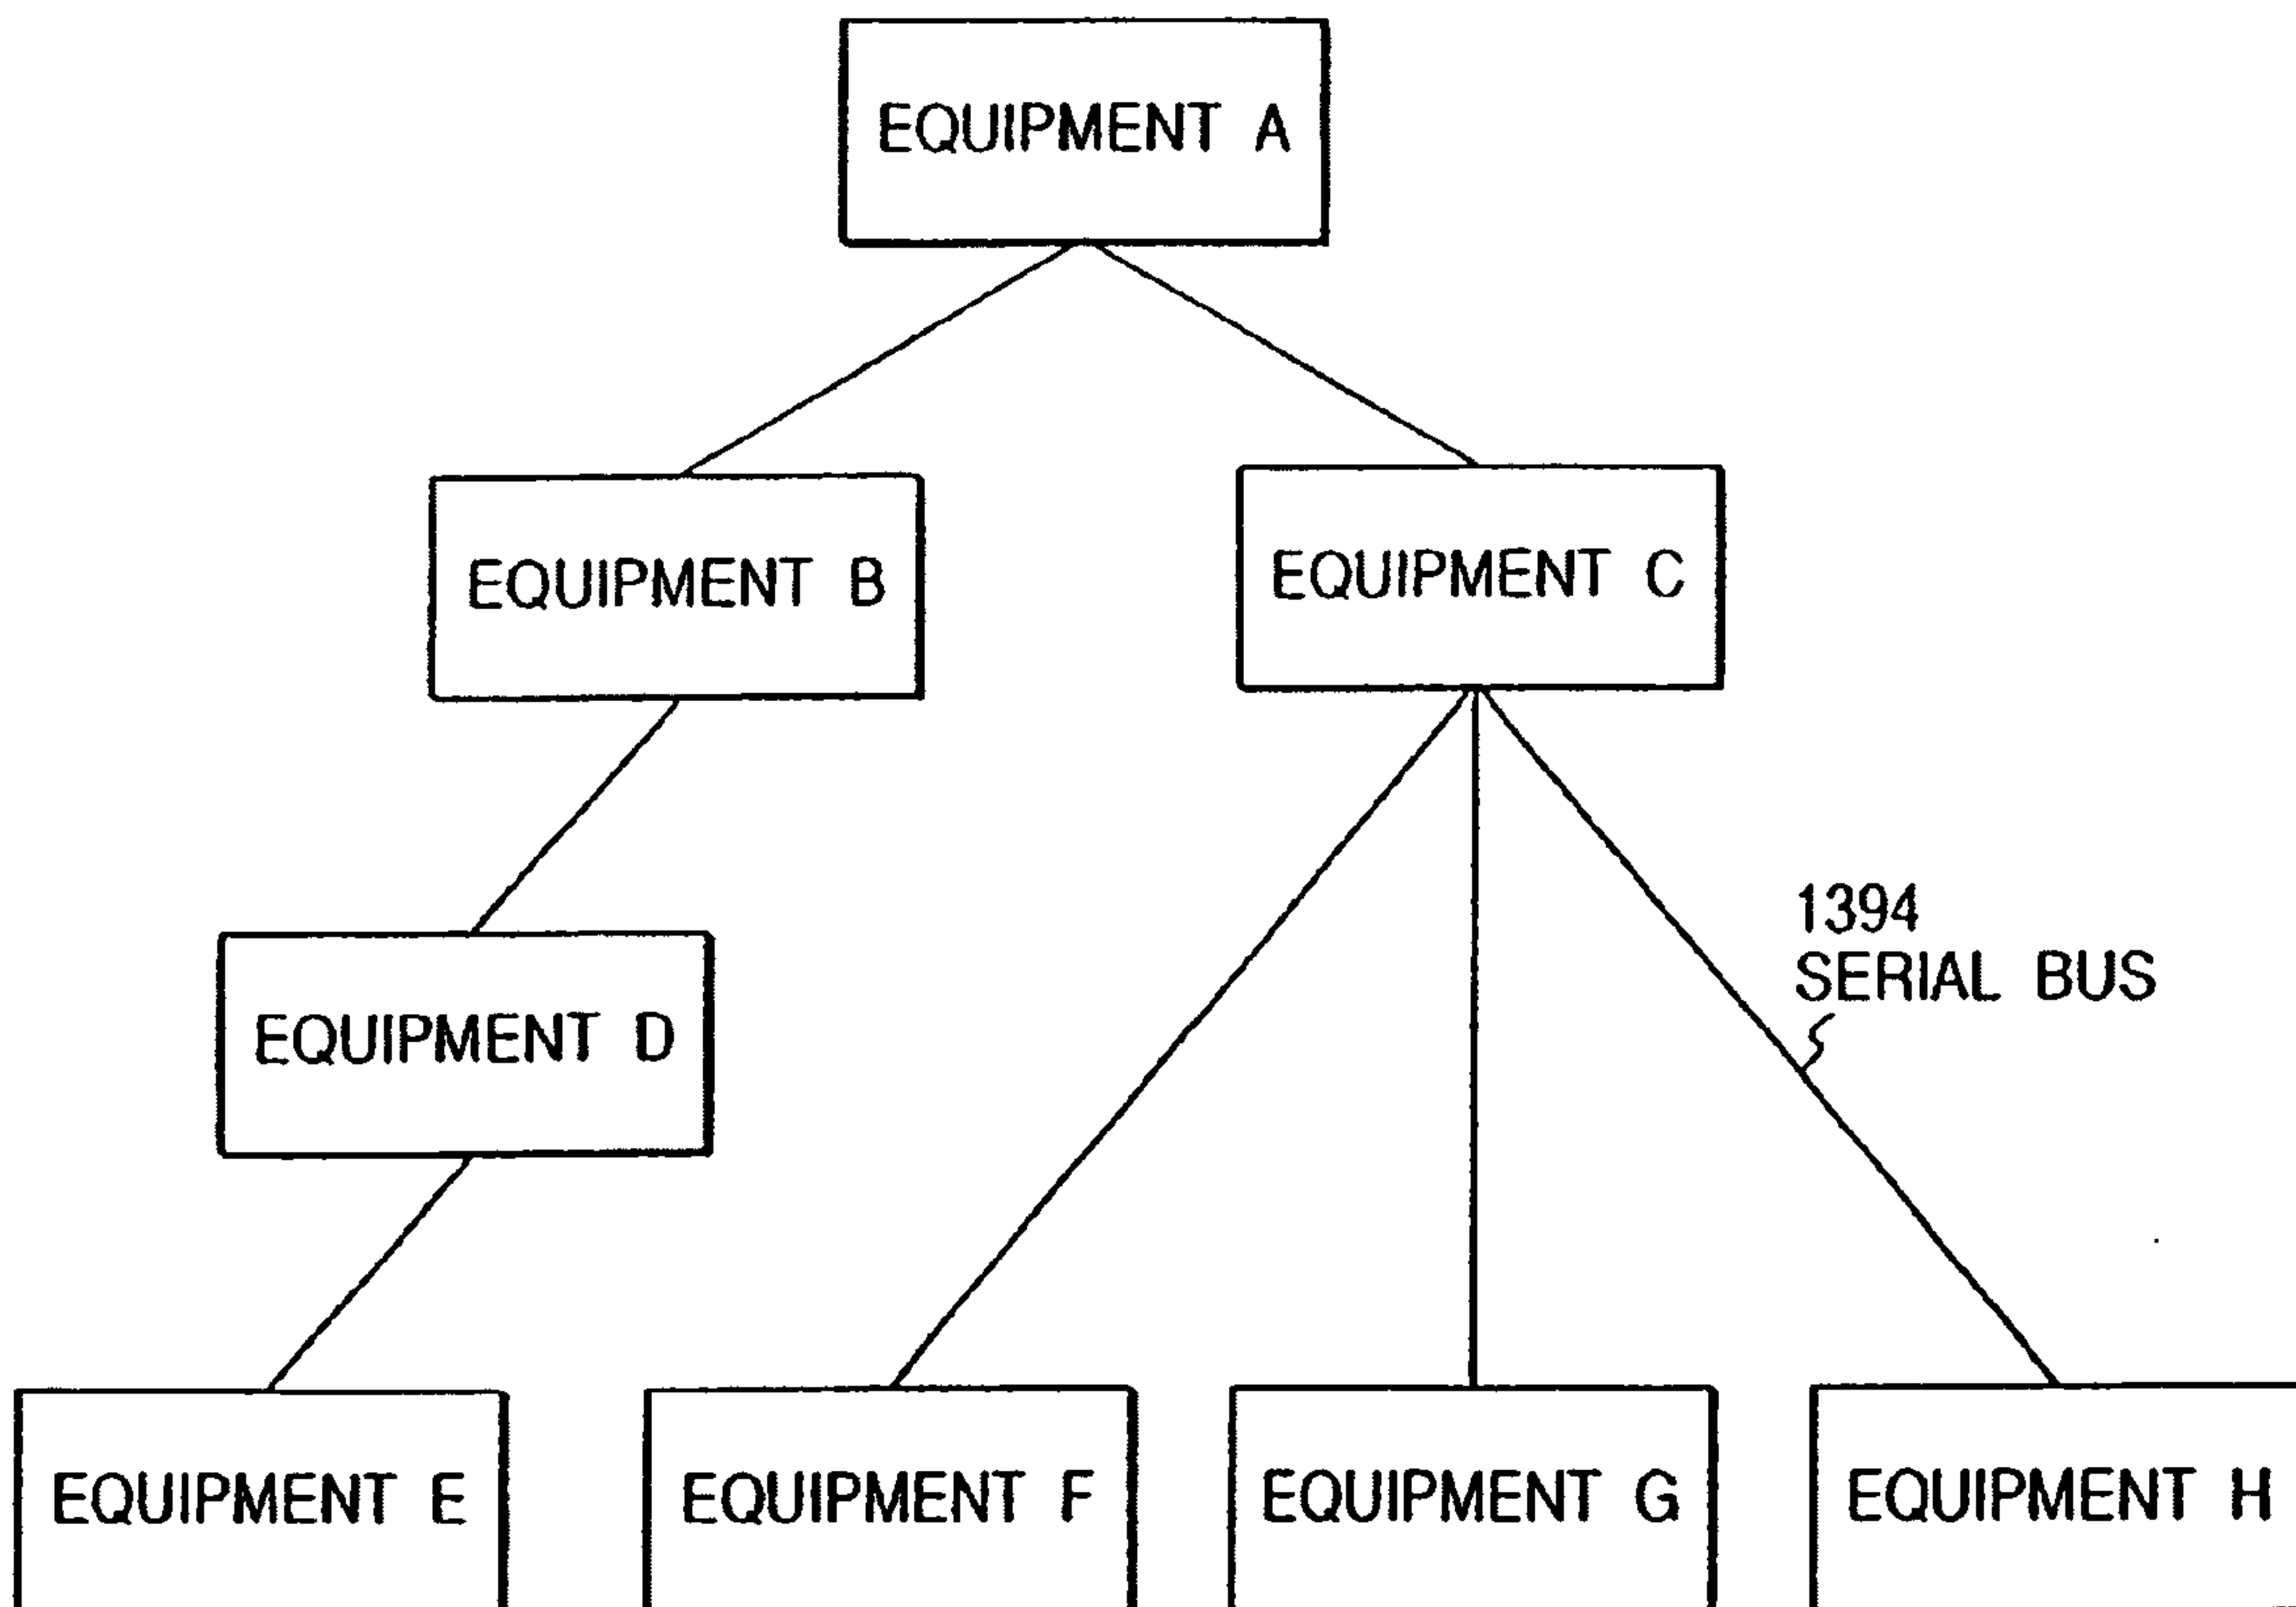 EQUIPMENT A
EQUIPMENT B
EQUIPMENT C
EQUIPMENT D
1394
SERIAL BUS
EQUIPMENT E
EQUIPMENT F
EQUIPMENT G
EQUIPMENT H